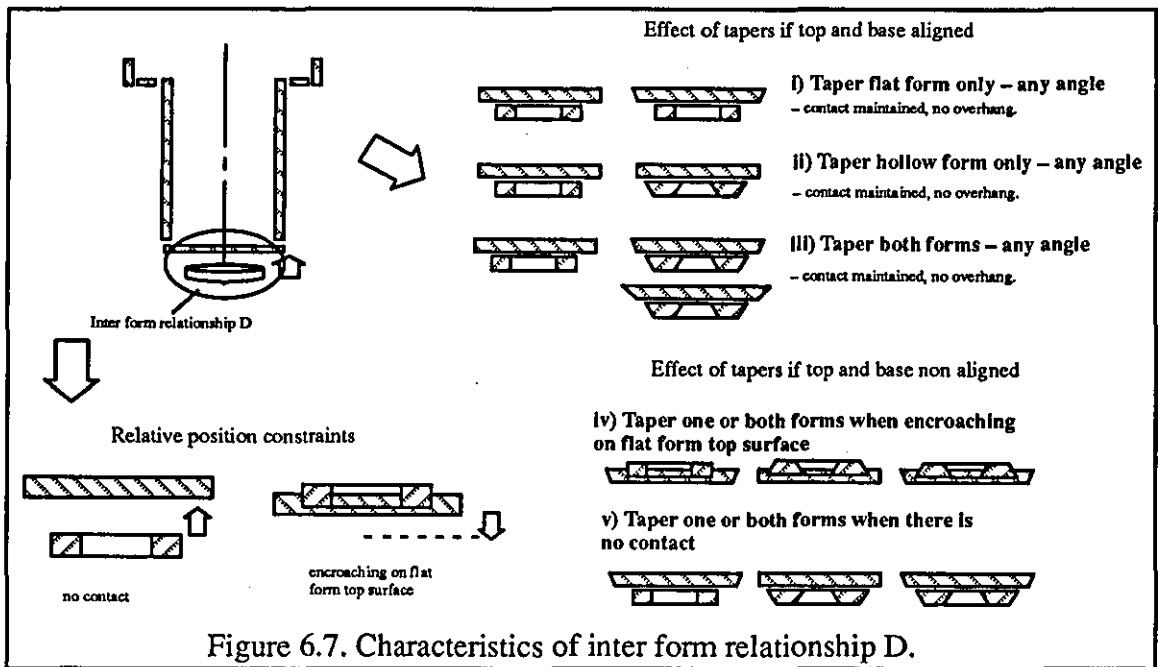 Effect of tapers if top and base aligned
i) Taper flat form only – any angle
– contact maintained, no overhang.
ii) Taper hollow form only – any angle
– contact maintained, no overhang.
iii) Taper both forms – any angle
– contact maintained, no overhang.
Inter form relationship D
Effect of tapers if top and base non aligned
iv) Taper one or both forms when encroaching
on flat form top surface
v) Taper one or both forms when there is
no contact
Relative position constraints
no contact
encroaching on flat
form top surface
Figure 6.7. Characteristics of inter form relationship D.